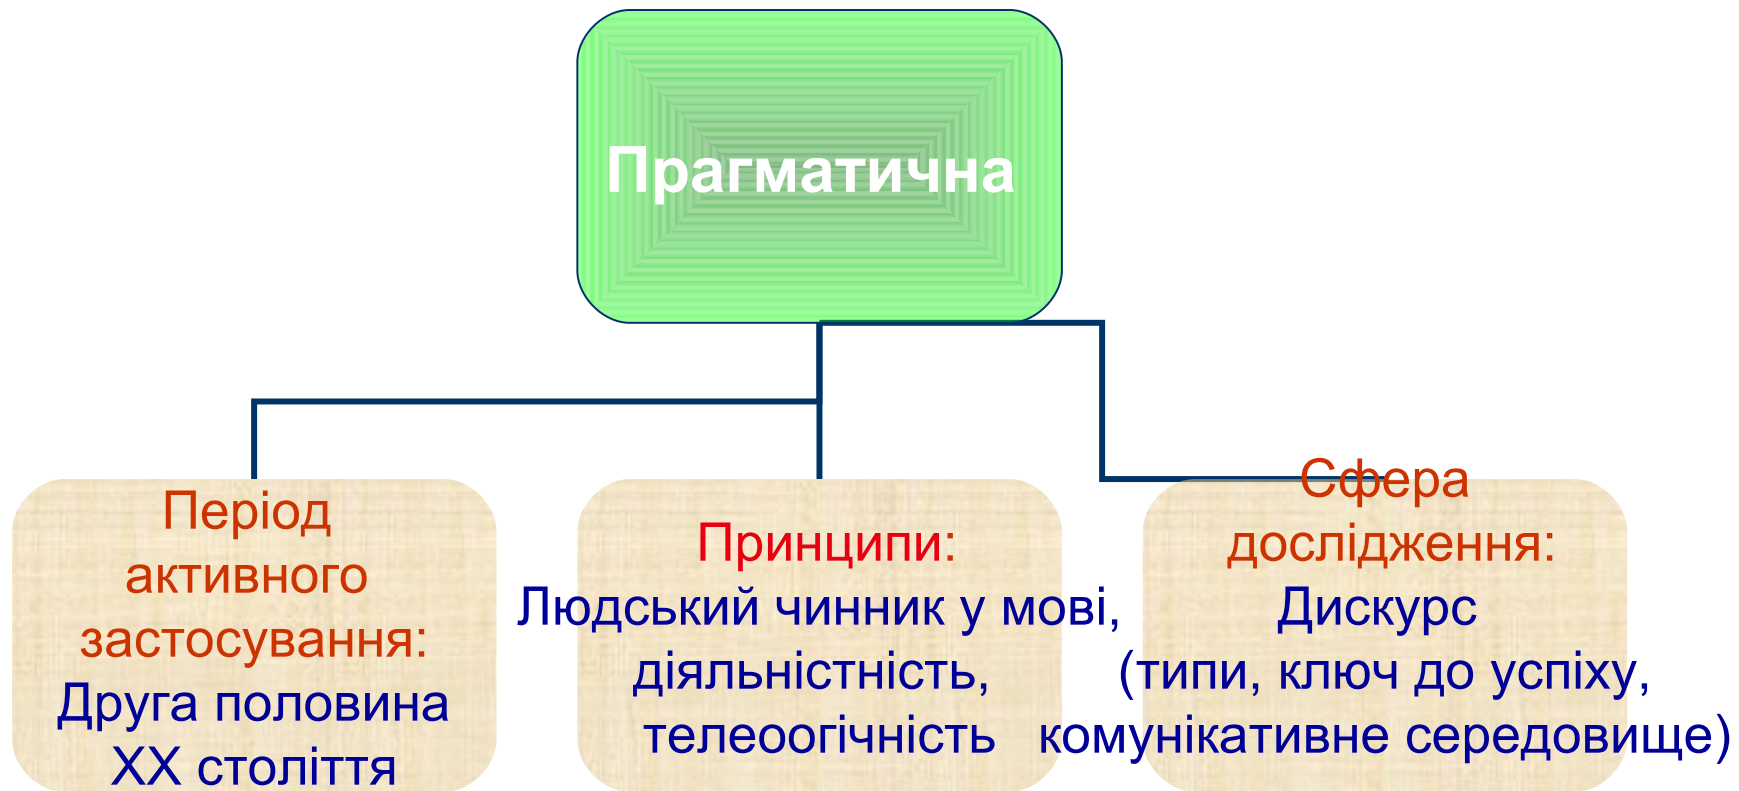 Прагматична
Період
активного
застосування:
Друга половина
ХХ століття
Принципи:
Людський чинник у мові,
діяльністність,
телеоогічність
Сфера
дослідження:
Дискурс
(типи, ключ до успіху,
комунікативне середовище)